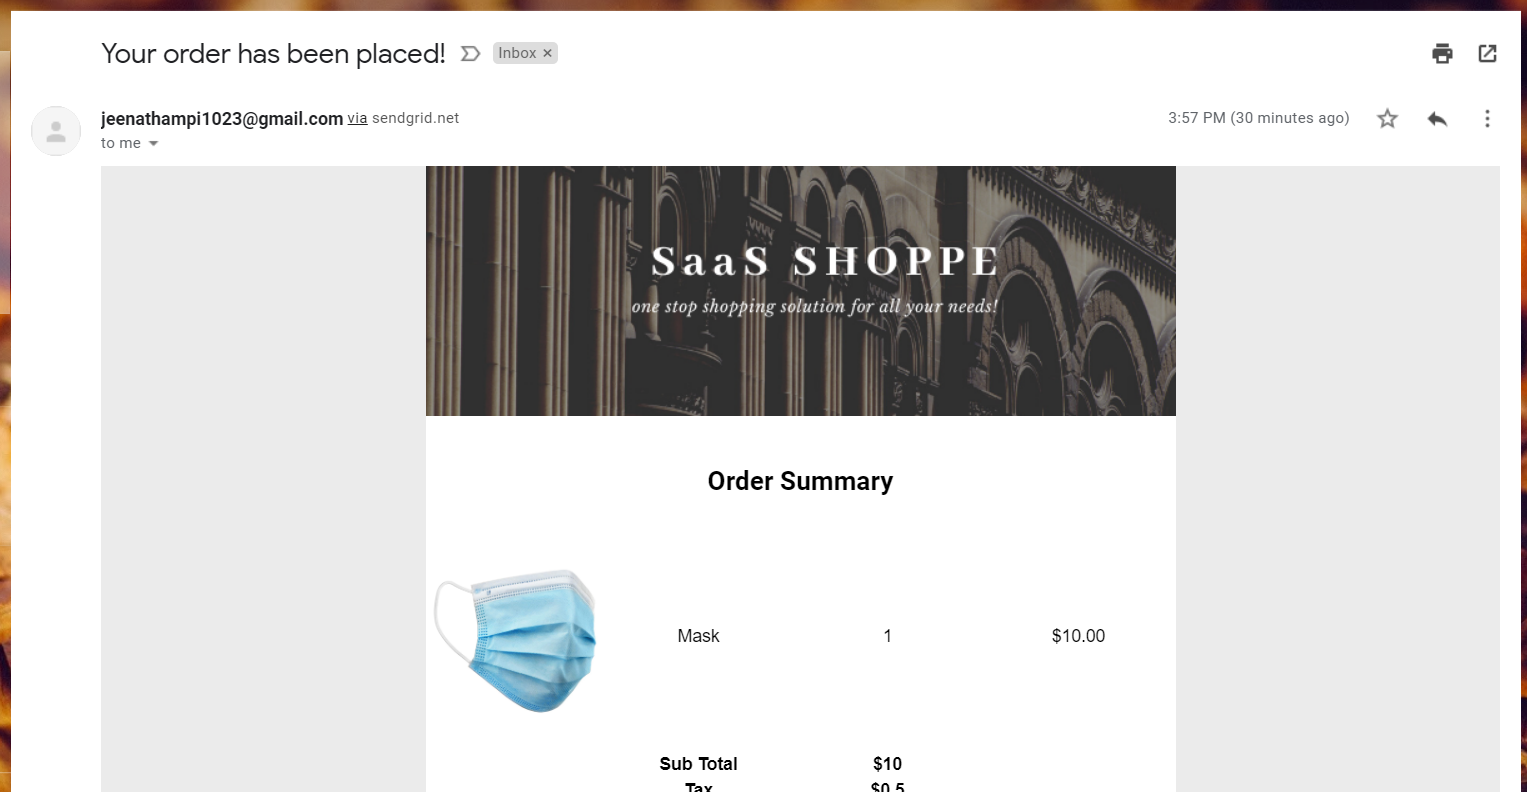 Your order has been placed! Inbox ×
jeenathampi1023@gmail.com via sendgrid.net 3:57 PM (30 minutes ago)
to me
SaaS SHOPPE
one stop shopping solution for all your needs!
Order Summary
Mask 1 $10.00
Sub Total $10
Tax $0.5